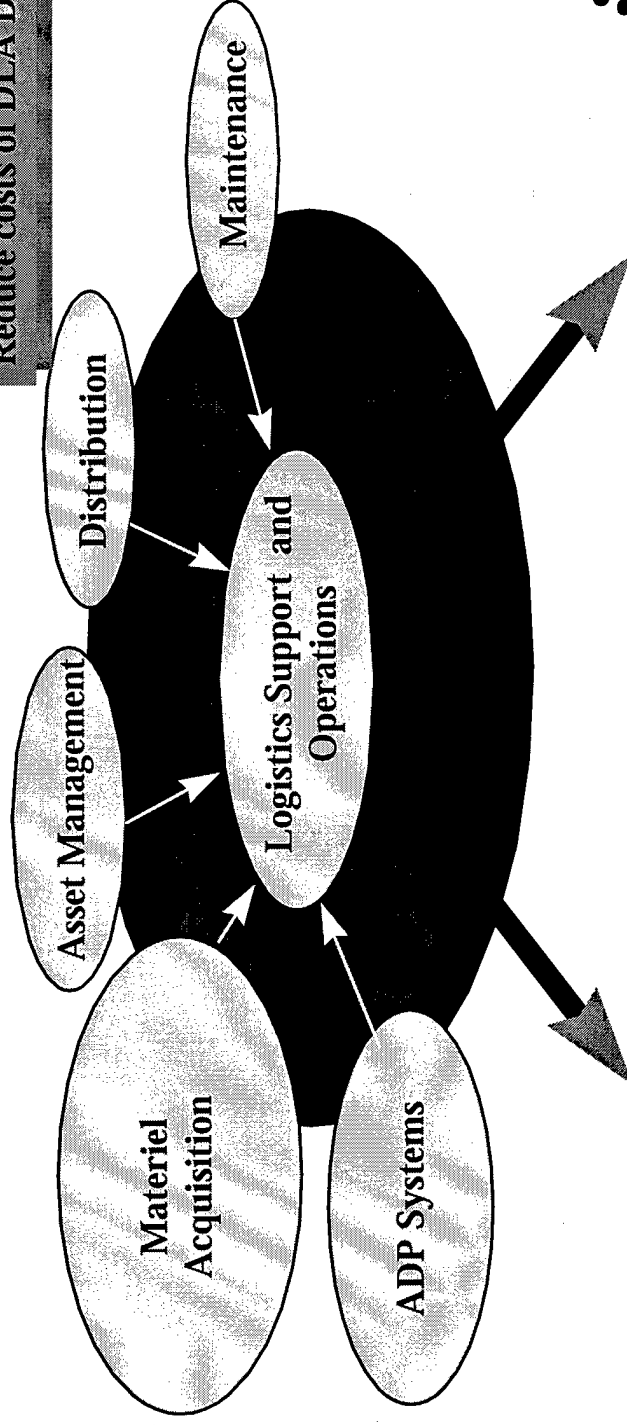 Reduce costs of DLA
Maintenance
Distribution
Asset Management
Logistics Support and
Operations
Materiel
Acquisition
ADP Systems